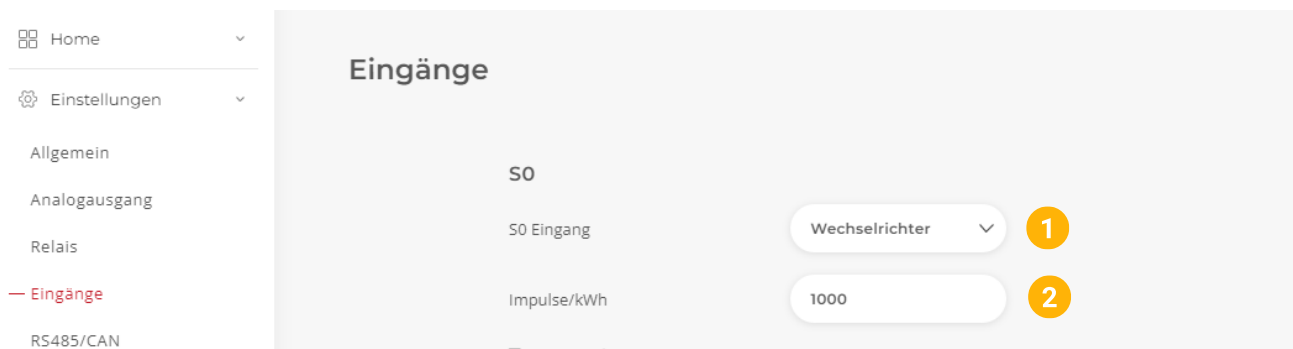 Home
Einstellungen
Allgemein
Analogausgang
Relais
Eingänge
RS485/CAN
Eingänge
S0
S0 Eingang
Wechselrichter
1
Impulse/kWh
1000
2